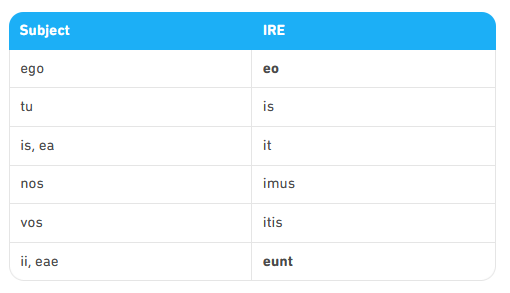 Subject IRE
ego eo
tu is
is, ea it
nos imus
vos itis
ii, eae eunt